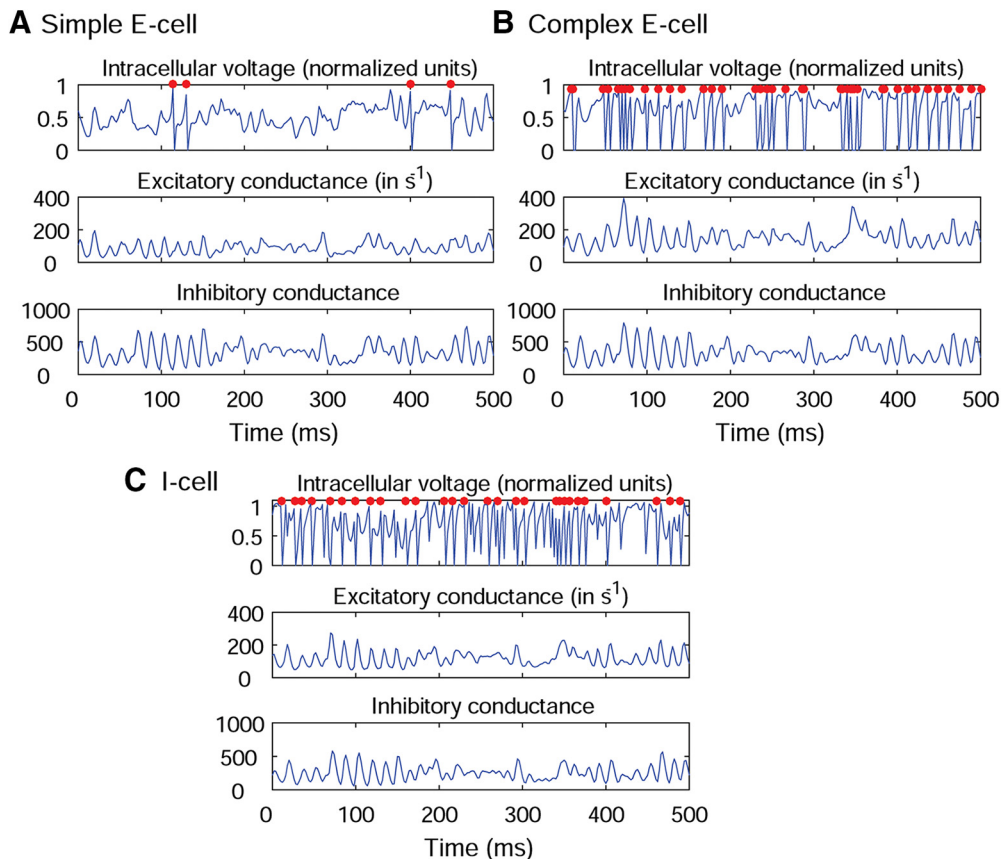 A Simple E-cell
Intracellular voltage (normalized units)
1
0.5
0
Excitatory conductance (in s⁻¹)
400
200
0
Inhibitory conductance
1000
500
0
0 100 200 300 400 500
Time (ms)
B Complex E-cell
Intracellular voltage (normalized units)
1
0.5
0
Excitatory conductance (in s⁻¹)
400
200
0
Inhibitory conductance
1000
500
0
0 100 200 300 400 500
Time (ms)
C I-cell
Intracellular voltage (normalized units)
1
0.5
0
Excitatory conductance (in s⁻¹)
400
200
0
Inhibitory conductance
1000
500
0
0 100 200 300 400 500
Time (ms)